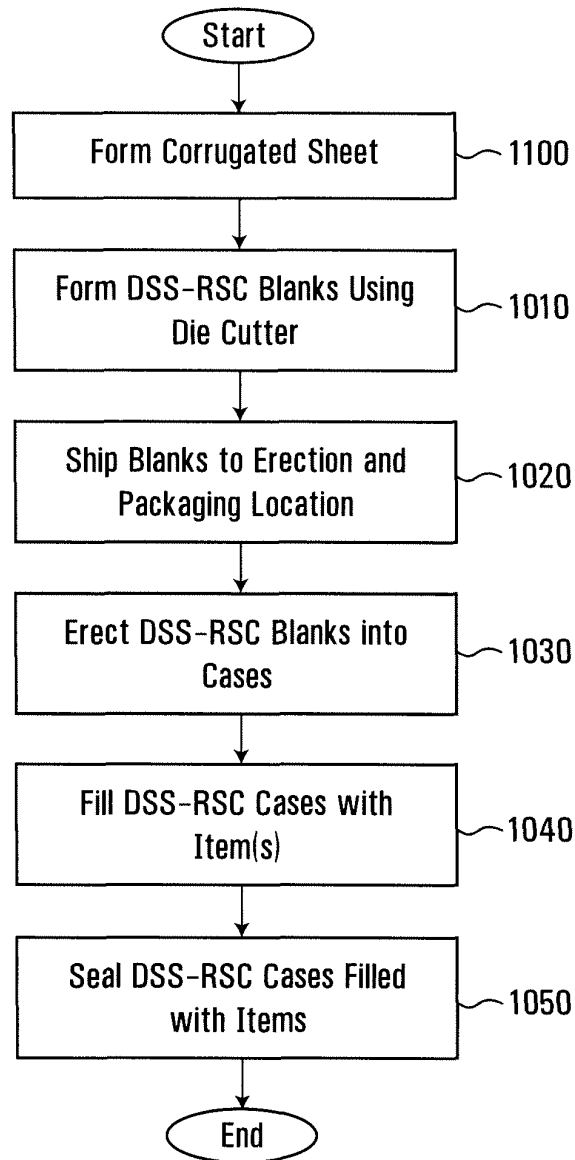 Start
Form Corrugated Sheet
1100
Form DSS-RSC Blanks Using
Die Cutter
1010
Ship Blanks to Erection and
Packaging Location
1020
Erect DSS-RSC Blanks into
Cases
1030
Fill DSS-RSC Cases with
Item(s)
1040
Seal DSS-RSC Cases Filled
with Items
1050
End